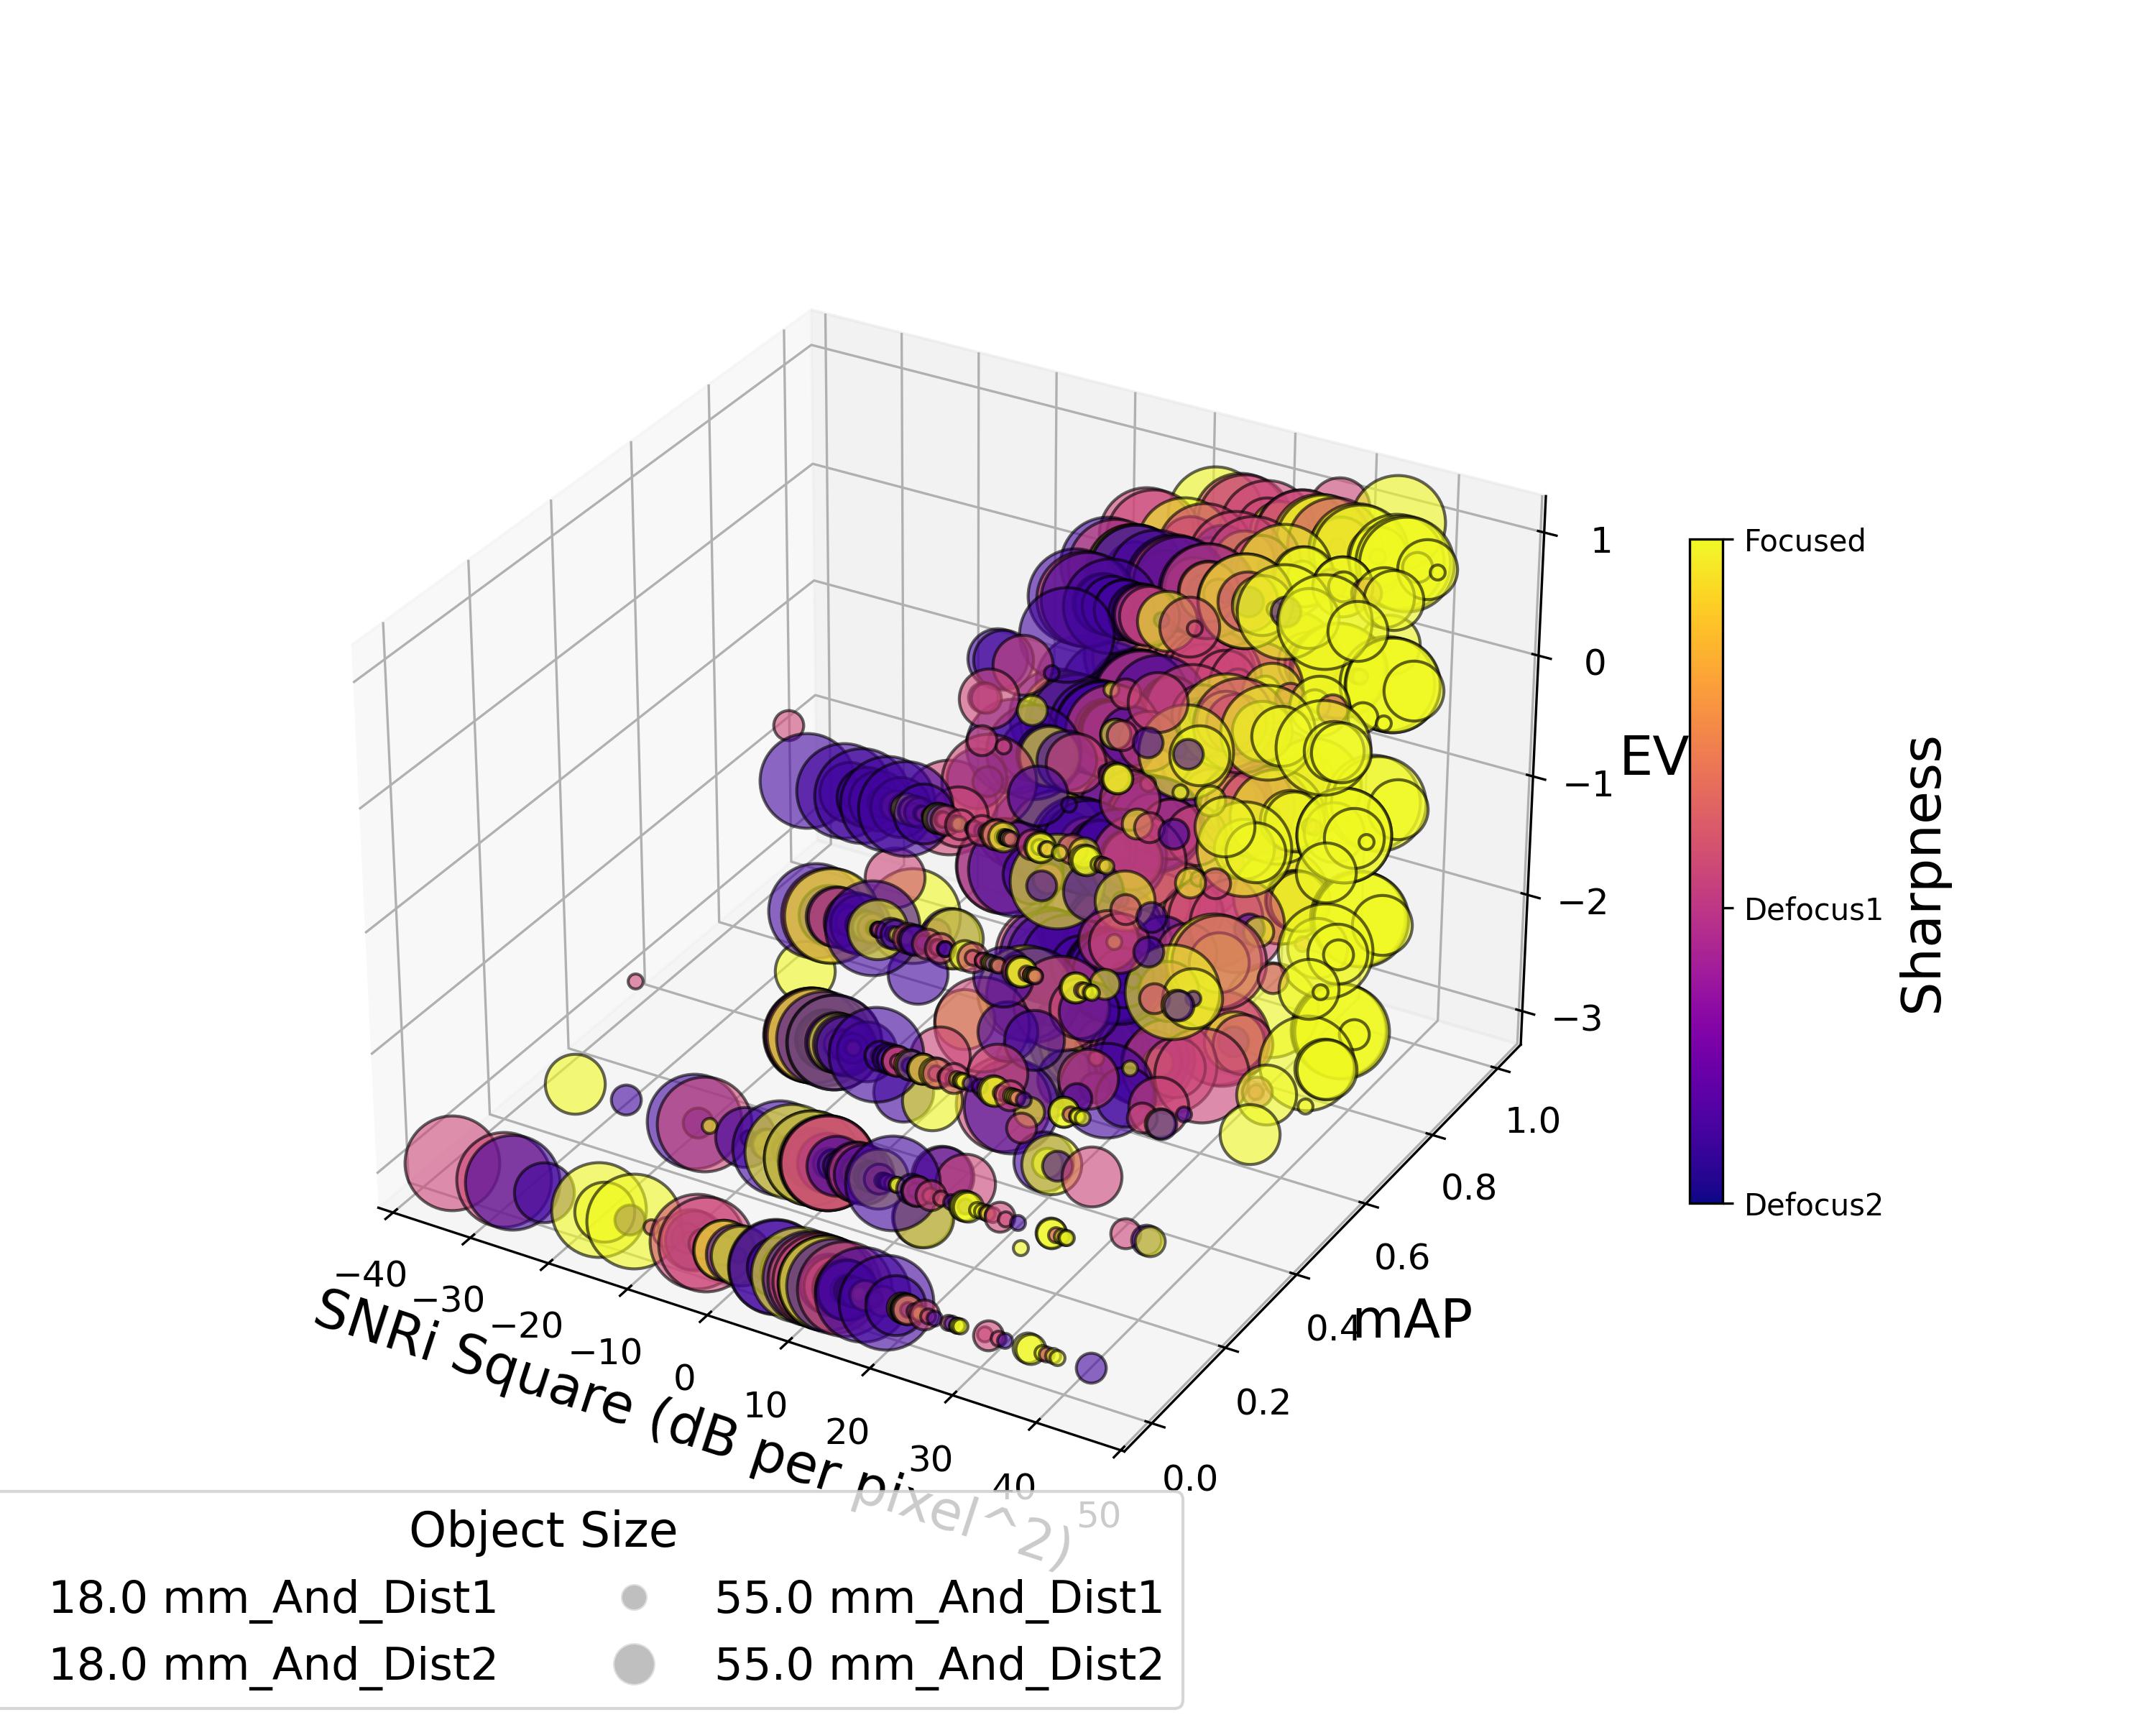 1
0
−1
−2
−3
EV
Focused
Defocus1
Defocus2
Sharpness
1.0
0.8
0.6
0.4
0.2
0.0
mAP
−40
−30
−20
−10
0
10
20
30
40
50
SNRi Square (dB per pixel^2)
Object Size
18.0 mm_And_Dist1
55.0 mm_And_Dist1
18.0 mm_And_Dist2
55.0 mm_And_Dist2